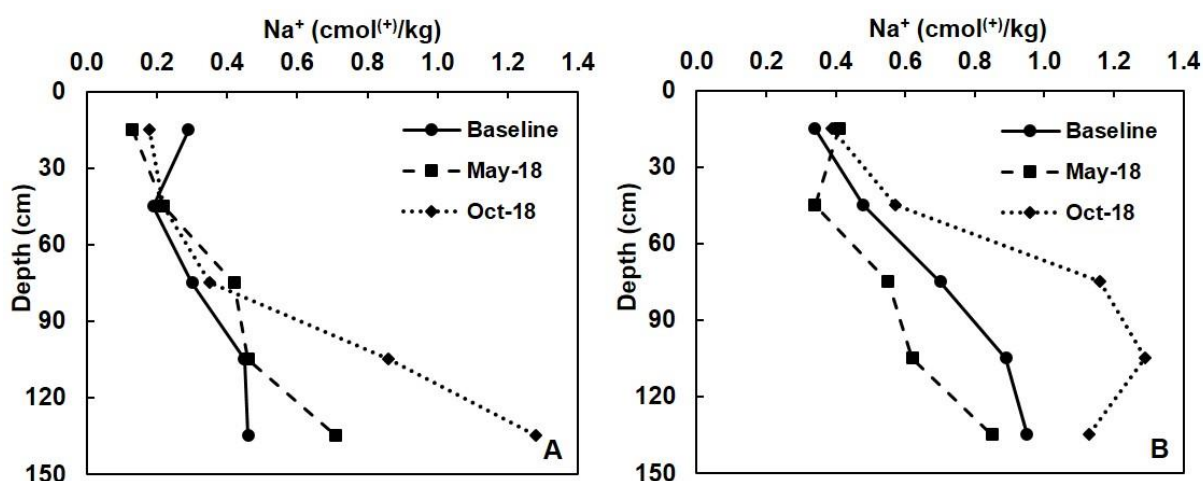 Na⁺ (cmol⁽⁺⁾/kg)
0.0 0.2 0.4 0.6 0.8 1.0 1.2 1.4
0
30
60
90
120
150
Depth (cm)
Baseline
May-18
Oct-18
A
Na⁺ (cmol⁽⁺⁾/kg)
0.0 0.2 0.4 0.6 0.8 1.0 1.2 1.4
0
30
60
90
120
150
Depth (cm)
Baseline
May-18
Oct-18
B